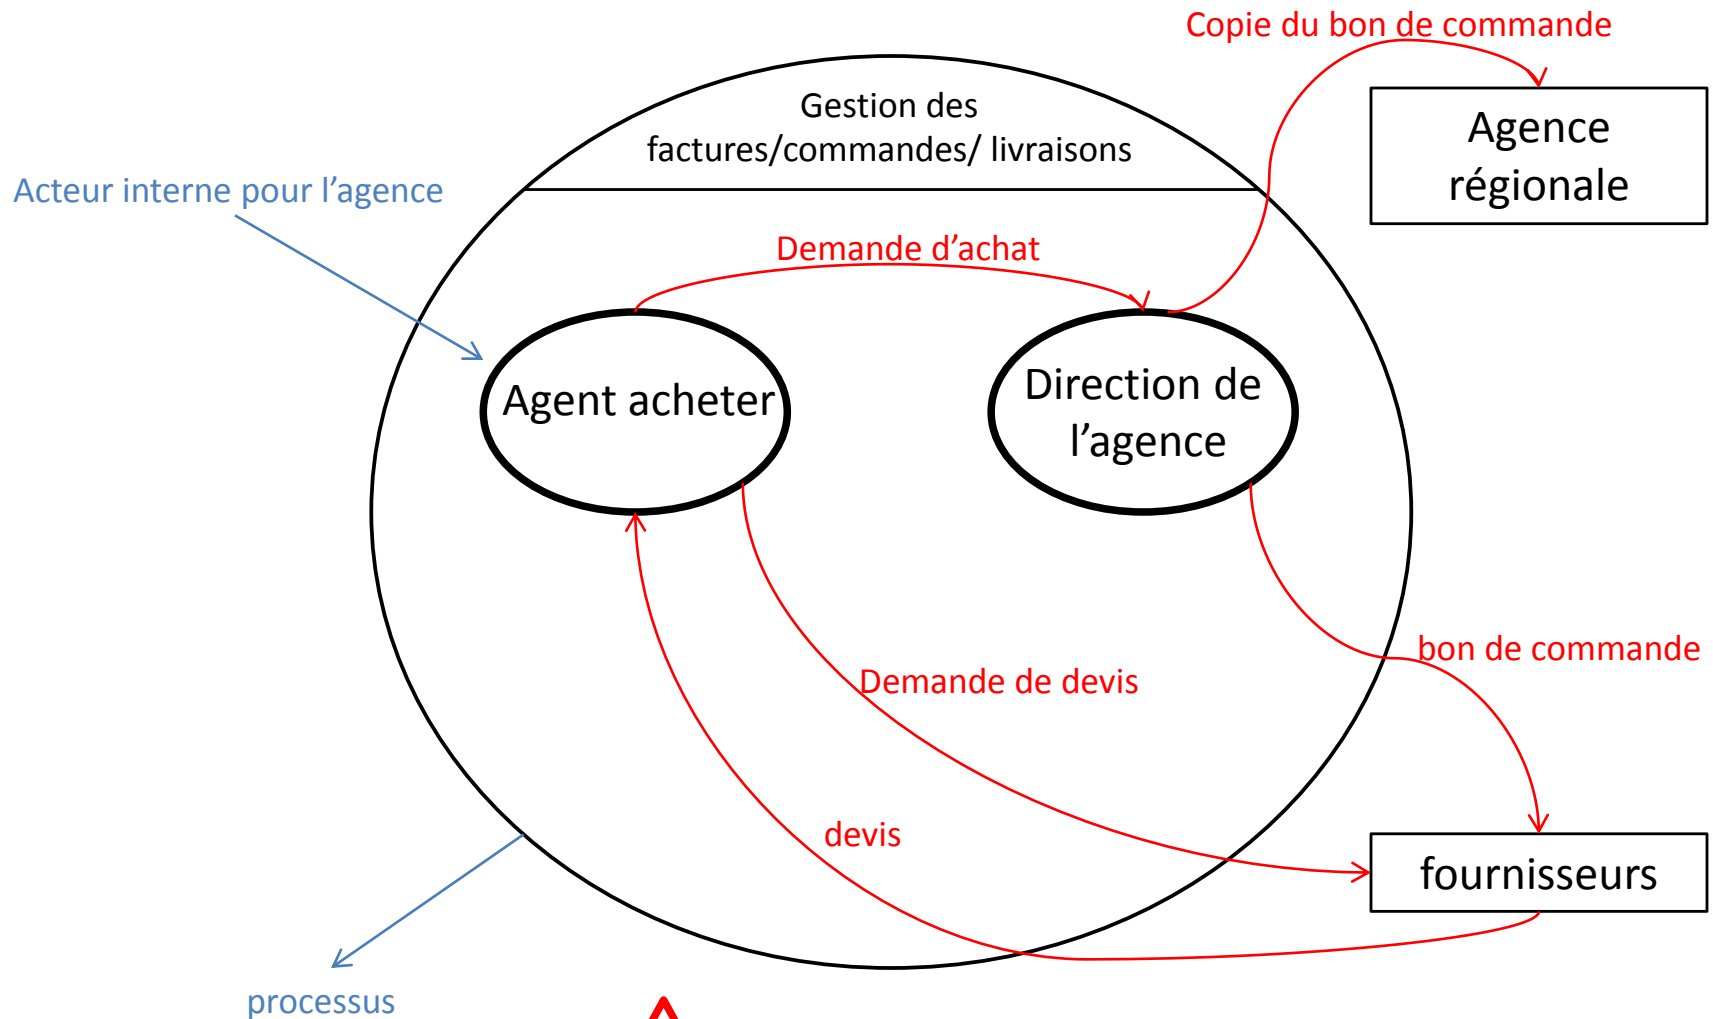 Copie du bon de commande
Gestion des
factures/commandes/ livraisons
Agence
régionale
Acteur interne pour l’agence
Demande d’achat
Agent acheter
Direction de
l’agence
bon de commande
Demande de devis
devis
fournisseurs
processus